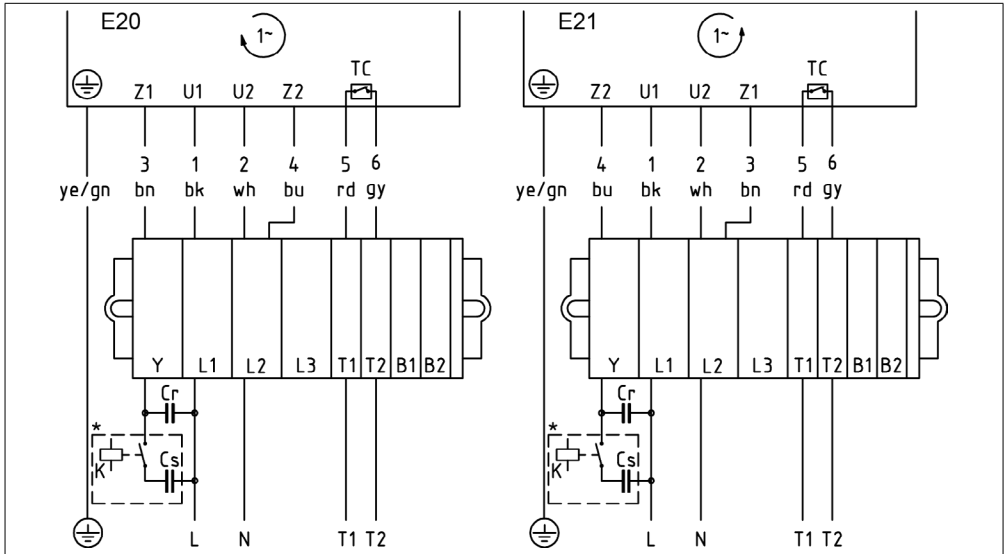 E20
1~
TC
Z1 U1 U2 Z2
3 1 2 4 5 6
ye/gn bn bk wh bu rd gy
Y L1 L2 L3 T1 T2 B1 B2
Cr
*
K Cs
L N T1 T2
E21
1~
TC
Z2 U1 U2 Z1
4 1 2 3 5 6
ye/gn bu bk wh bn rd gy
Y L1 L2 L3 T1 T2 B1 B2
Cr
*
K Cs
L N T1 T2